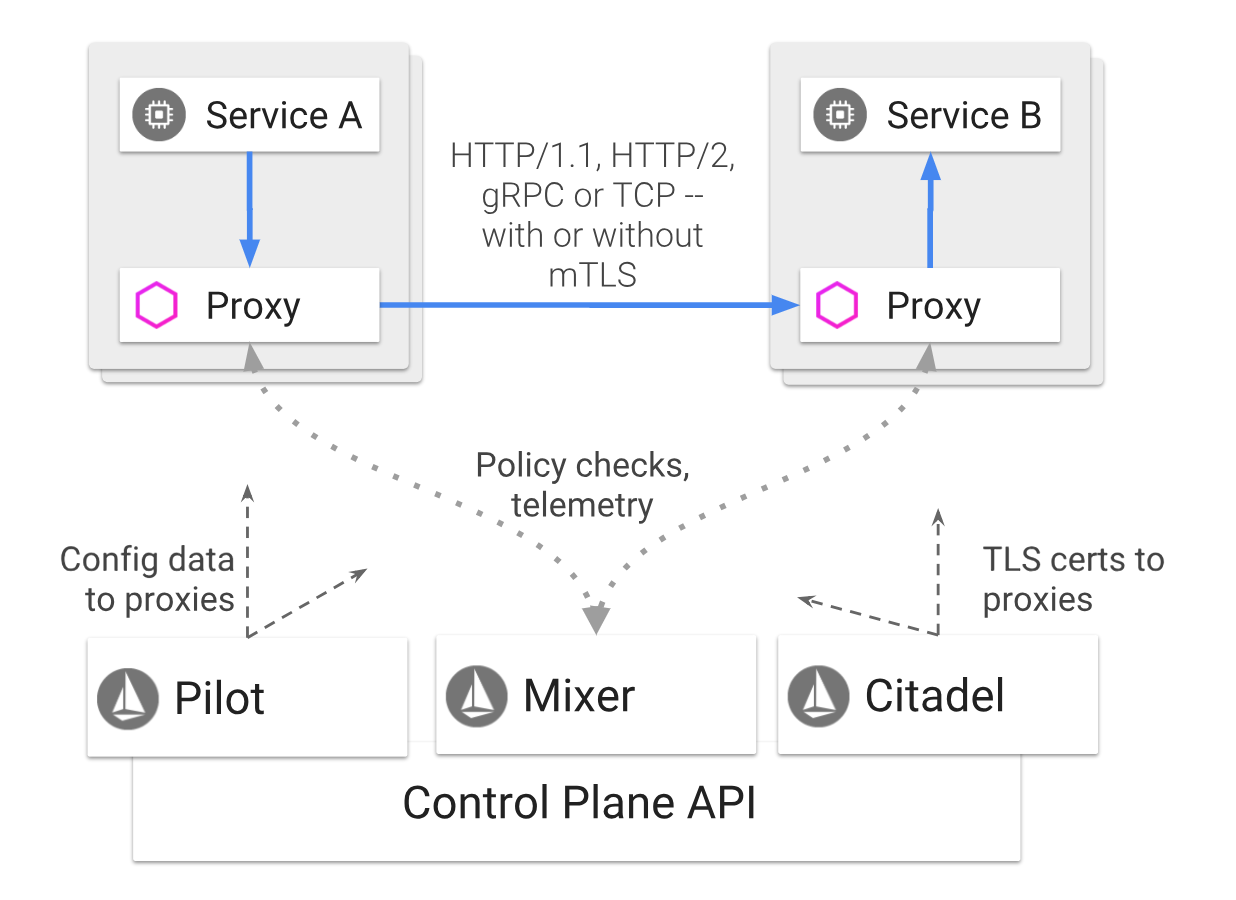 Service A
Service B
HTTP/1.1, HTTP/2,
gRPC or TCP --
with or without
mTLS
Proxy
Proxy
Policy checks,
telemetry
Config data
to proxies
TLS certs to
proxies
Pilot
Mixer
Citadel
Control Plane API